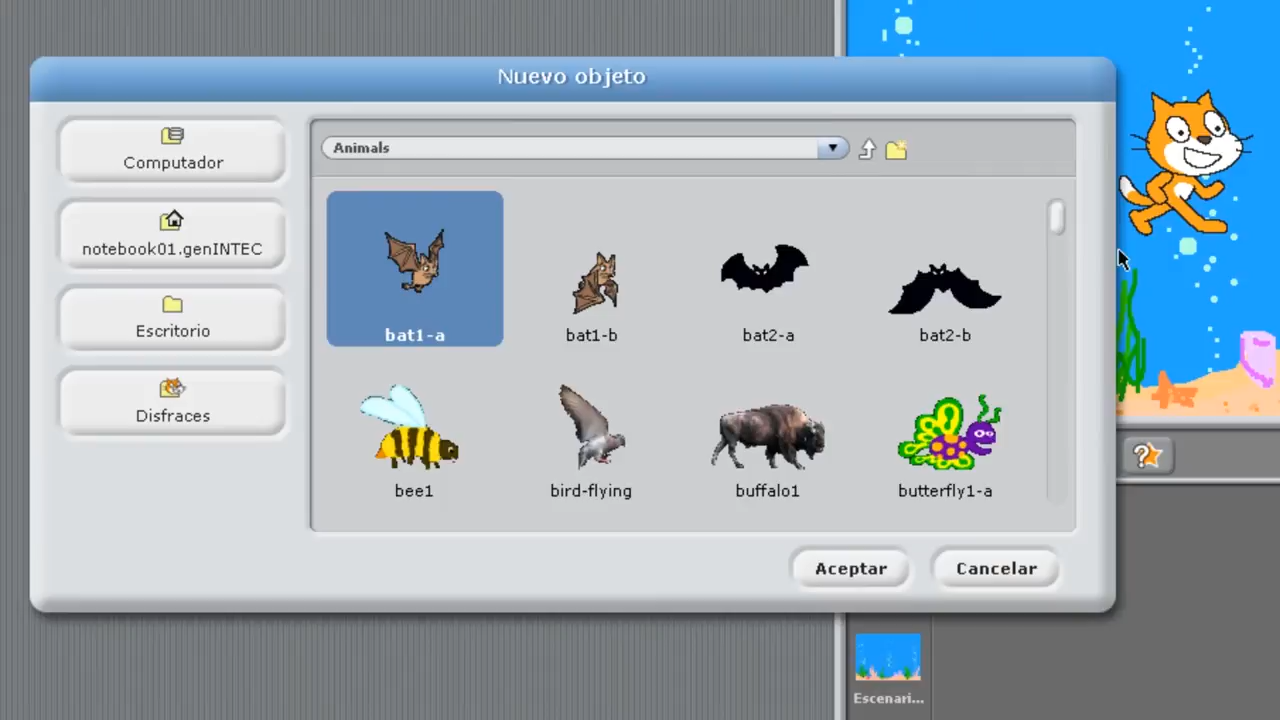 Nuevo objeto
Computador
notebook01.genINTEC
Escritorio
Disfraces
Animals
bat1-a
bat1-b
bat2-a
bat2-b
bee1
bird-flying
buffalo1
butterfly1-a
Aceptar
Cancelar
Escenari...